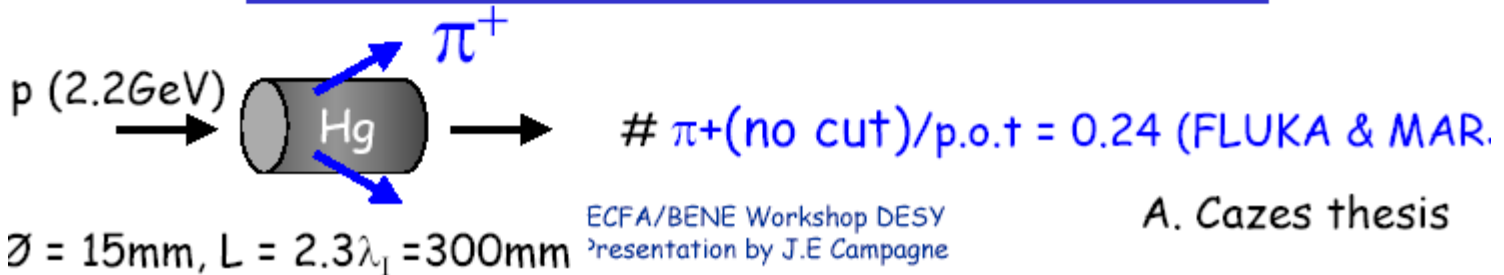 π+
p (2.2GeV)
Hg
# π+(no cut)/p.o.t = 0.24 (FLUKA & MAR
ECFA/BENE Workshop DESY
Presentation by J.E Campagne
A. Cazes thesis
Ø = 15mm, L = 2.3λI =300mm